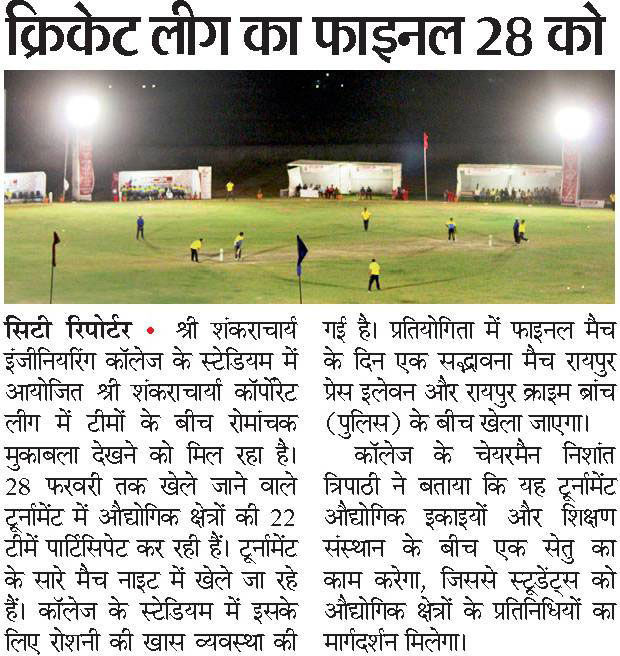 क्रिकेट लीग का फाइनल 28 को
सिटी रिपोर्टर • श्री शंकराचार्य
इंजीनियरिंग कॉलेज के स्टेडियम में
आयोजित श्री शंकराचार्या कॉर्पोरेट
लीग में टीमों के बीच रोमांचक
मुकाबला देखने को मिल रहा है।
28 फरवरी तक खेले जाने वाले
टूर्नामेंट में औद्योगिक क्षेत्रों की 22
टीमें पार्टिसिपेट कर रही हैं। टूर्नामेंट
के सारे मैच नाइट में खेले जा रहे
हैं। कॉलेज के स्टेडियम में इसके
लिए रोशनी की खास व्यवस्था की
गई है। प्रतियोगिता में फाइनल मैच
के दिन एक सद्भावना मैच रायपुर
प्रेस इलेवन और रायपुर क्राइम ब्रांच
(पुलिस) के बीच खेला जाएगा।
कॉलेज के चेयरमैन निशांत
त्रिपाठी ने बताया कि यह टूर्नामेंट
औद्योगिक इकाइयों और शिक्षण
संस्थान के बीच एक सेतु का
काम करेगा, जिससे स्टूडेंट्स को
औद्योगिक क्षेत्रों के प्रतिनिधियों का
मार्गदर्शन मिलेगा।